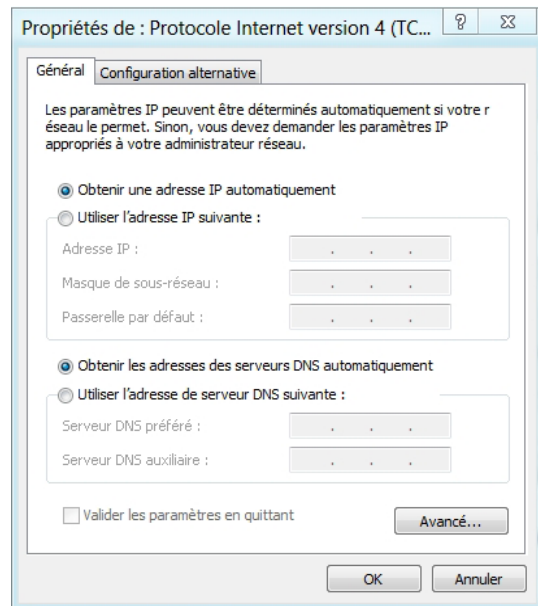 Propriétés de : Protocole Internet version 4 (TC...
Général
Configuration alternative
Les paramètres IP peuvent être déterminés automatiquement si votre r
éseau le permet. Sinon, vous devez demander les paramètres IP
appropriés à votre administrateur réseau.
Obtenir une adresse IP automatiquement
Utiliser l'adresse IP suivante :
Adresse IP :
Masque de sous-réseau :
Passerelle par défaut :
Obtenir les adresses des serveurs DNS automatiquement
Utiliser l'adresse de serveur DNS suivante :
Serveur DNS préféré :
Serveur DNS auxiliaire :
Valider les paramètres en quittant
Avancé...
OK
Annuler